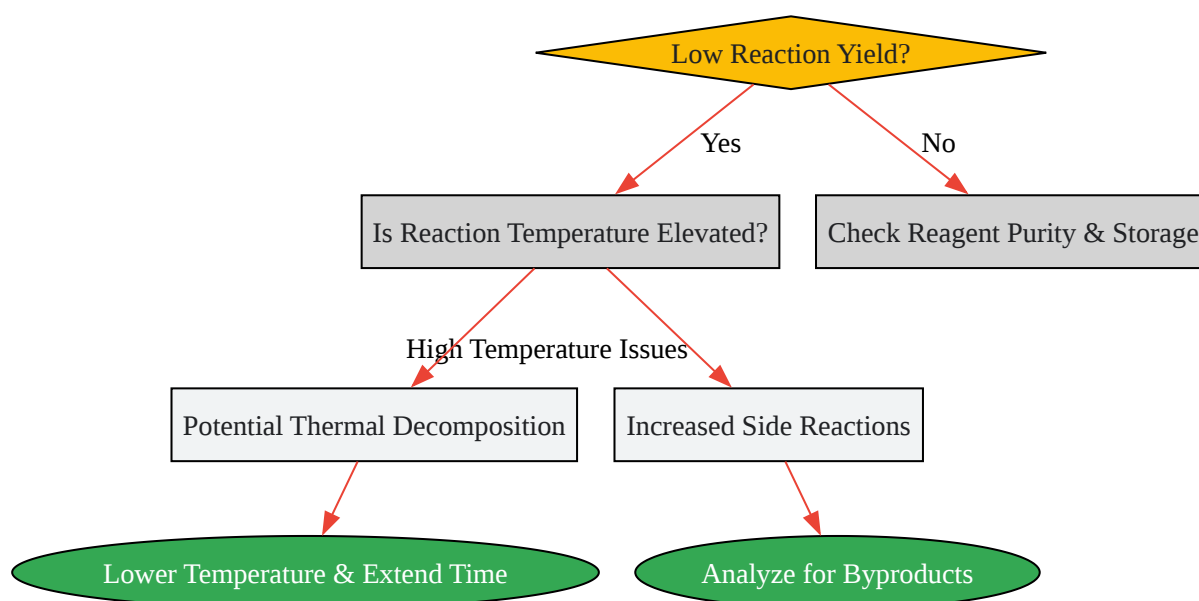 Low Reaction Yield?
Yes
No
Is Reaction Temperature Elevated?
Check Reagent Purity & Storage
High Temperature Issues
Potential Thermal Decomposition
Increased Side Reactions
Lower Temperature & Extend Time
Analyze for Byproducts